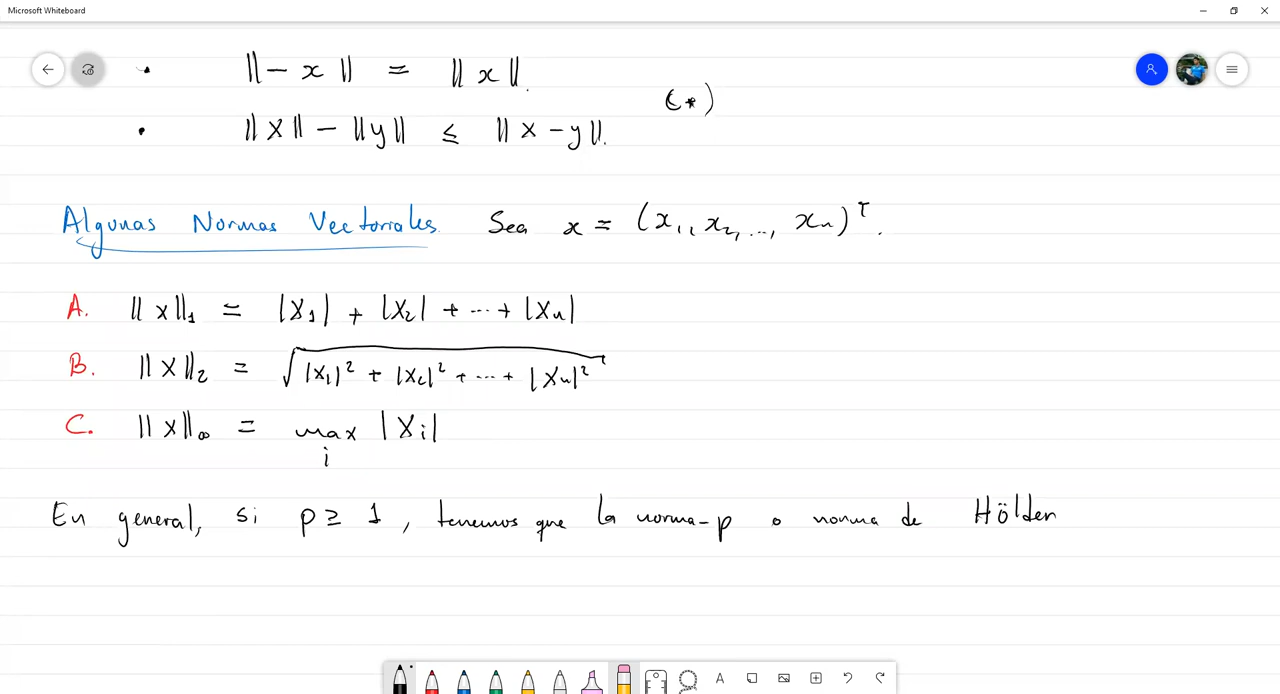 Microsoft Whiteboard
• ||-x|| = ||x||.
(*)
• ||x|| - ||y|| ≤ ||x-y||.
Algunas Normas Vectoriales. Sea x = (x₁, x₂, ..., xₙ)ᵀ.
A. ||x||₁ = |x₁| + |x₂| + ... + |xₙ|
B. ||x||₂ = √(|x₁|² + |x₂|² + ... + |xₙ|²)
C. ||x||∞ = max |xᵢ|
i
En general, si p ≥ 1, tenemos que la norma-p o norma de Hölder
A